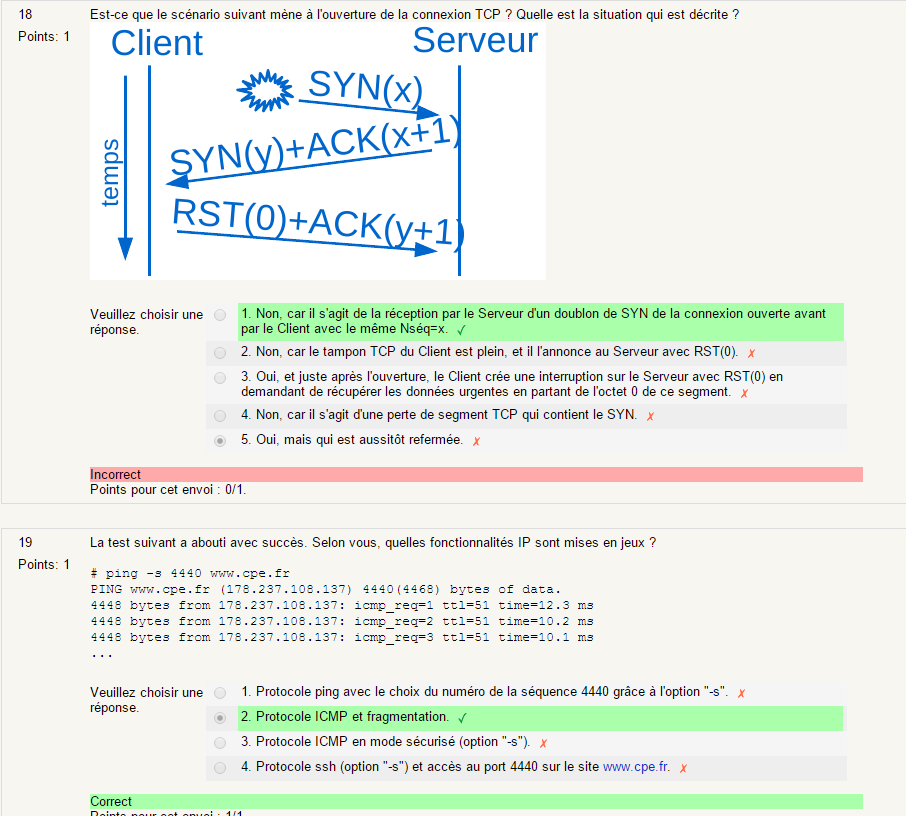 18
Est-ce que le scénario suivant mène à l'ouverture de la connexion TCP ? Quelle est la situation qui est décrite ?
Points: 1
Client
Serveur
SYN(x)
SYN(y)+ACK(x+1)
temps
RST(0)+ACK(y+1)
Veuillez choisir une
réponse.
1. Non, car il s'agit de la réception par le Serveur d'un doublon de SYN de la connexion ouverte avant
par le Client avec le même Nséq=x. ✓
2. Non, car le tampon TCP du Client est plein, et il l'annonce au Serveur avec RST(0). ✗
3. Oui, et juste après l'ouverture, le Client crée une interruption sur le Serveur avec RST(0) en
demandant de récupérer les données urgentes en partant de l'octet 0 de ce segment. ✗
4. Non, car il s'agit d'une perte de segment TCP qui contient le SYN. ✗
5. Oui, mais qui est aussitôt refermée. ✗
Incorrect
Points pour cet envoi : 0/1.
19
La test suivant a abouti avec succès. Selon vous, quelles fonctionnalités IP sont mises en jeux ?
Points: 1
# ping -s 4440 www.cpe.fr
PING www.cpe.fr (178.237.108.137) 4440(4468) bytes of data.
4448 bytes from 178.237.108.137: icmp_req=1 ttl=51 time=12.3 ms
4448 bytes from 178.237.108.137: icmp_req=2 ttl=51 time=10.2 ms
4448 bytes from 178.237.108.137: icmp_req=3 ttl=51 time=10.1 ms
...
Veuillez choisir une
réponse.
1. Protocole ping avec le choix du numéro de la séquence 4440 grâce à l'option "-s". ✗
2. Protocole ICMP et fragmentation. ✓
3. Protocole ICMP en mode sécurisé (option "-s"). ✗
4. Protocole ssh (option "-s") et accès au port 4440 sur le site www.cpe.fr. ✗
Correct
Points pour cet envoi : 1/1.